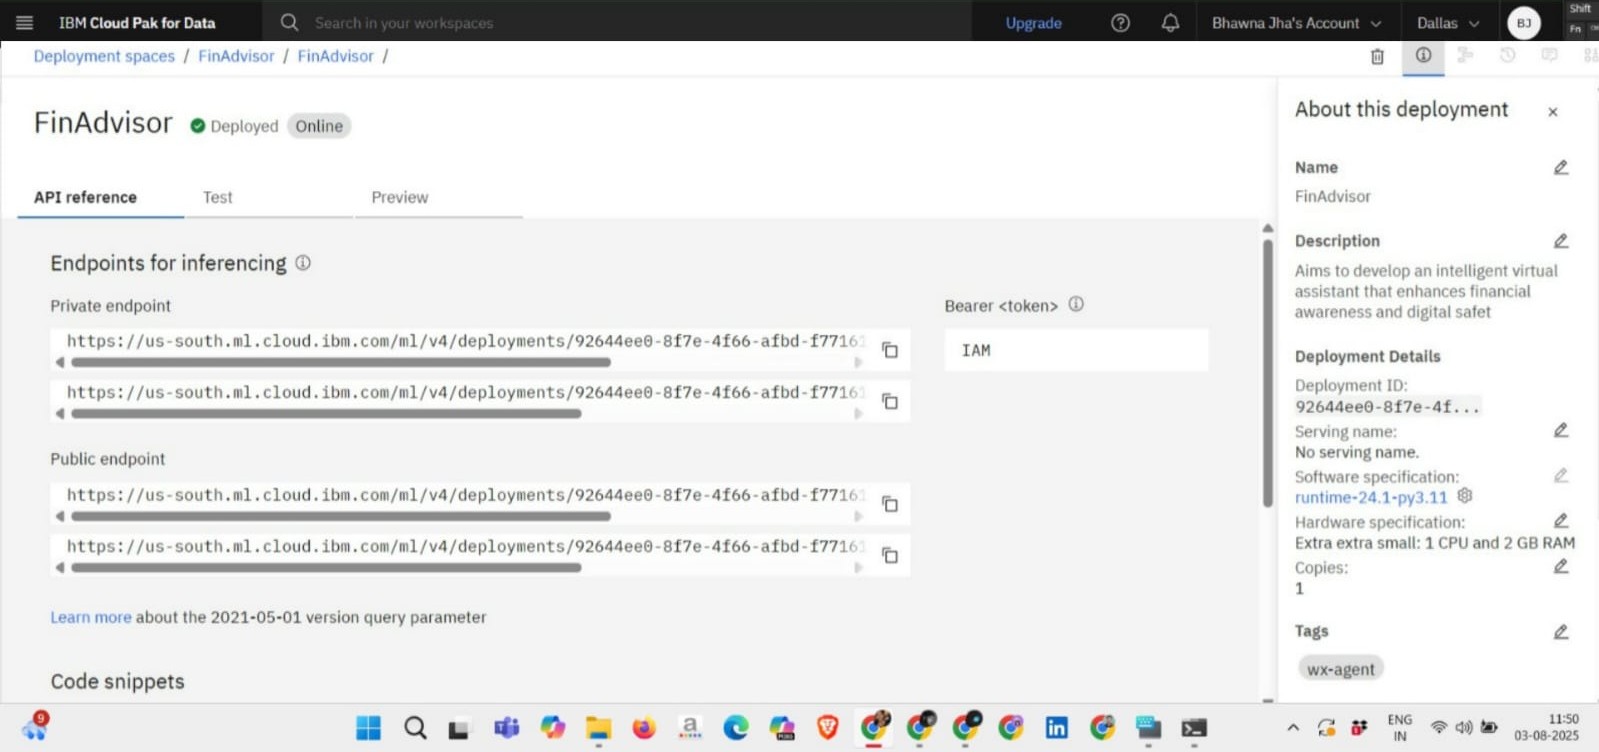 IBM Cloud Pak for Data
Search in your workspaces
Upgrade
Bhawna Jha's Account
Dallas
BJ
Shift
Fn
Deployment spaces / FinAdvisor / FinAdvisor /
FinAdvisor
Deployed
Online
API reference
Test
Preview
Endpoints for inferencing
Private endpoint
https://us-south.ml.cloud.ibm.com/ml/v4/deployments/92644ee0-8f7e-4f66-afbd-f77161
https://us-south.ml.cloud.ibm.com/ml/v4/deployments/92644ee0-8f7e-4f66-afbd-f77161
Bearer <token>
IAM
Public endpoint
https://us-south.ml.cloud.ibm.com/ml/v4/deployments/92644ee0-8f7e-4f66-afbd-f77161
https://us-south.ml.cloud.ibm.com/ml/v4/deployments/92644ee0-8f7e-4f66-afbd-f77161
Learn more about the 2021-05-01 version query parameter
Code snippets
About this deployment
Name
FinAdvisor
Description
Aims to develop an intelligent virtual
assistant that enhances financial
awareness and digital safet
Deployment Details
Deployment ID:
92644ee0-8f7e-4f...
Serving name:
No serving name.
Software specification:
runtime-24.1-py3.11
Hardware specification:
Extra extra small: 1 CPU and 2 GB RAM
Copies:
1
Tags
wx-agent
9
ENG
IN
11:50
03-08-2025